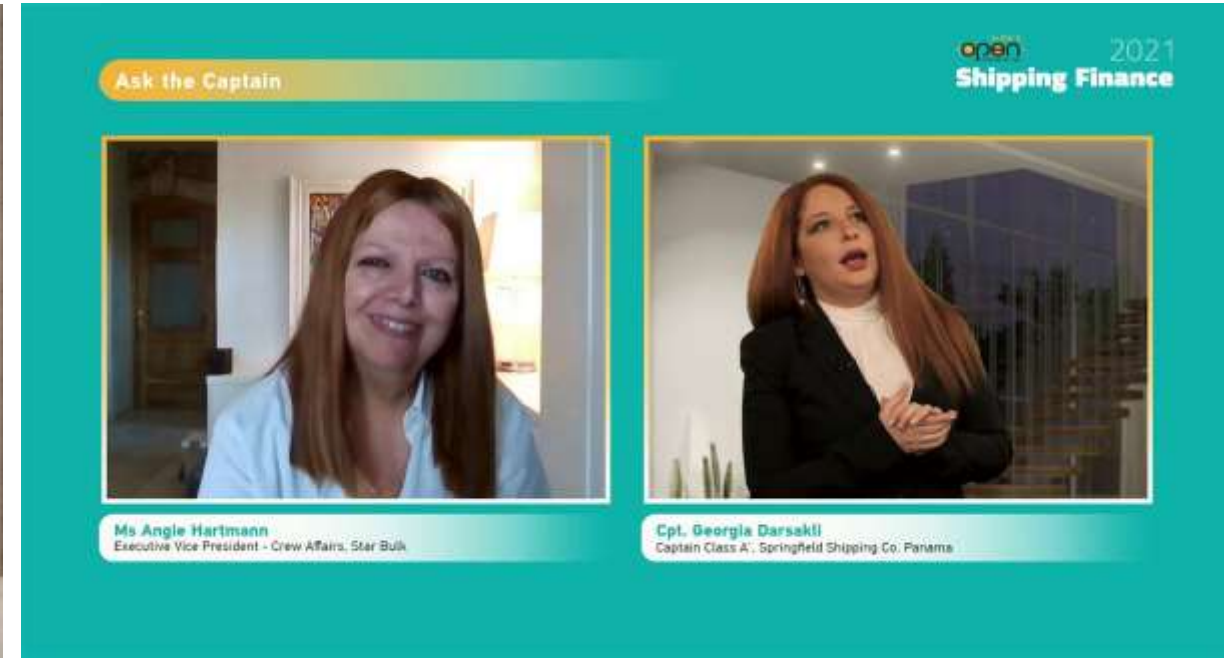 Ask the Captain
open
2021
Shipping Finance
Ms Angie Hartmann
Executive Vice President - Crew Affairs, Star Bulk
Cpt. Georgia Darsakli
Captain Class A', Springfield Shipping Co. Panama